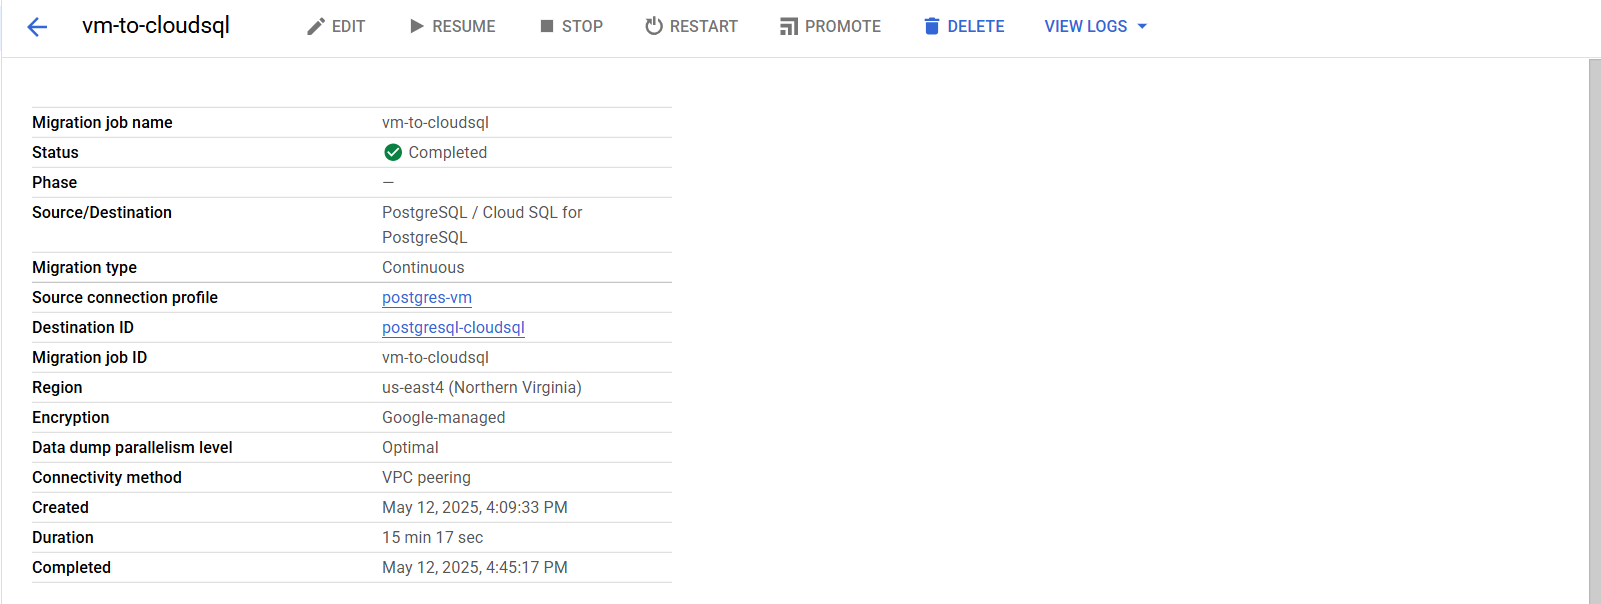 vm-to-cloudsql EDIT RESUME STOP RESTART PROMOTE DELETE VIEW LOGS
Migration job name vm-to-cloudsql
Status Completed
Phase —
Source/Destination PostgreSQL / Cloud SQL for
PostgreSQL
Migration type Continuous
Source connection profile postgres-vm
Destination ID postgresql-cloudsql
Migration job ID vm-to-cloudsql
Region us-east4 (Northern Virginia)
Encryption Google-managed
Data dump parallelism level Optimal
Connectivity method VPC peering
Created May 12, 2025, 4:09:33 PM
Duration 15 min 17 sec
Completed May 12, 2025, 4:45:17 PM